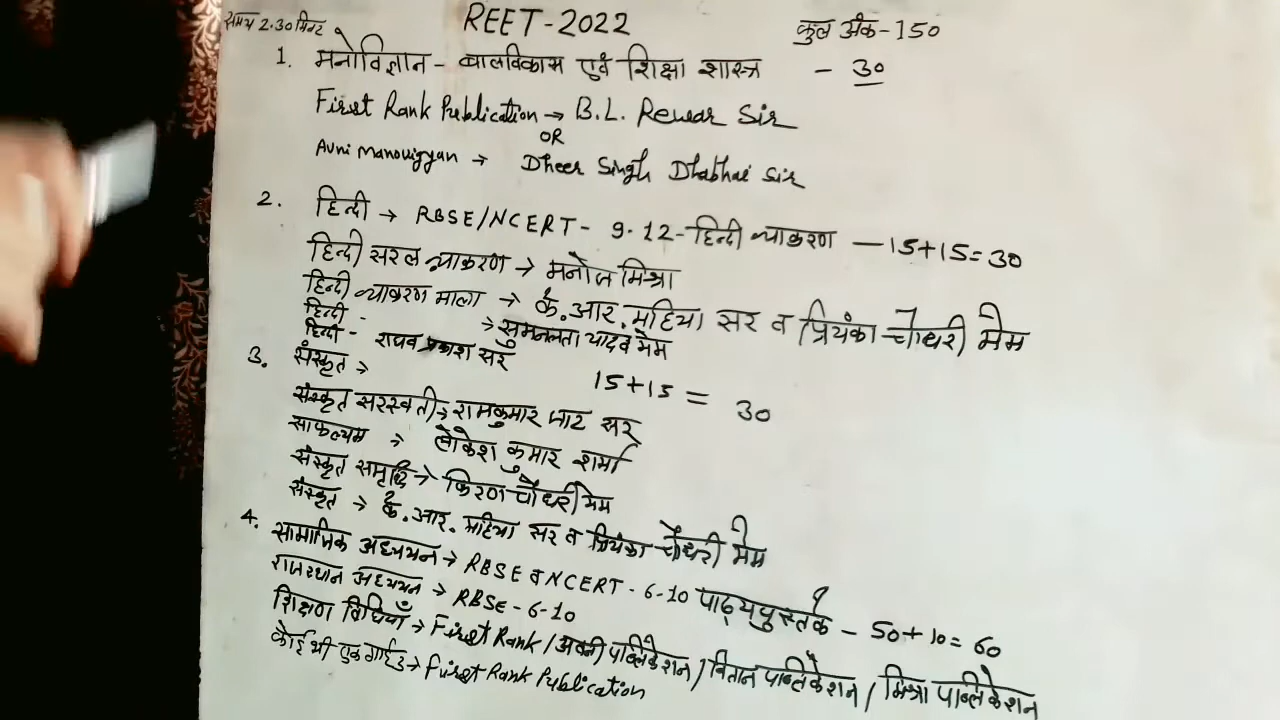 समय 2.30 मिनट REET-2022 कुल अंक-150
1. मनोविज्ञान - बालविकास एवं शिक्षा शास्त्र - 30
First Rank Publication → B.L. Rewar Sir
OR
Avni Manovigyan → Dheer Singh Dhabhai Sir
2. हिन्दी → RBSE/NCERT - 9-12-हिन्दी व्याकरण — 15+15=30
हिन्दी सरल व्याकरण → मनोज मिश्रा
हिन्दी व्याकरण माला → के.आर.महिया सर व प्रियंका चौधरी मेम
हिन्दी - → सुमनलता यादव मेम
हिन्दी - राघव प्रकाश सर
3. संस्कृत → 15+15 = 30
संस्कृत सरस्वती → रामकुमार जाट सर
साफल्यम → लोकेश कुमार शर्मा
संस्कृत समृद्धि → किरण चौधरी मेम
संस्कृत → के.आर. महिया सर व प्रियंका चौधरी मेम
4. सामाजिक अध्ययन → RBSE व NCERT - 6-10 पाठ्यपुस्तके - 50+10=60
राजस्थान अध्ययन → RBSE-6-10
शिक्षण विधियाँ → First Rank/अवनी पब्लिकेशन/वितान पब्लिकेशन/मिश्रा पब्लिकेशन
कोई भी एक गाईड → First Rank Publication